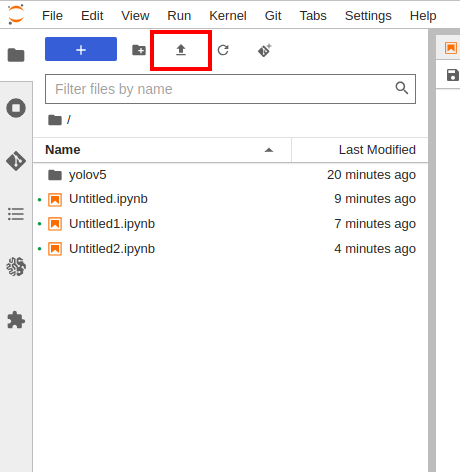 File Edit View Run Kernel Git Tabs Settings Help
+
Filter files by name
/
Name Last Modified
yolov5 20 minutes ago
Untitled.ipynb 9 minutes ago
Untitled1.ipynb 7 minutes ago
Untitled2.ipynb 4 minutes ago